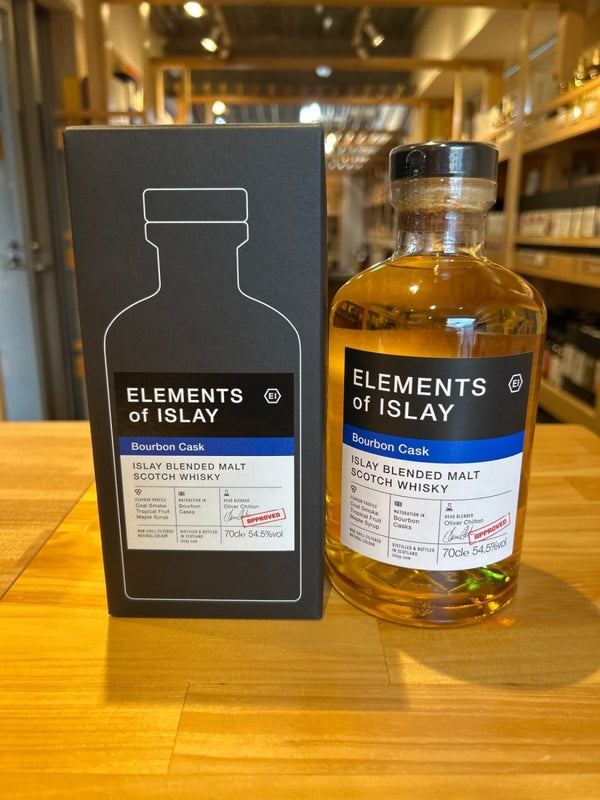 ELEMENTS
of ISLAY
EI
Bourbon Cask
ISLAY BLENDED MALT
SCOTCH WHISKY
FLAVOUR PROFILE
Coal Smoke
Tropical Fruit
Maple Syrup
MATURATION IN
Bourbon
Casks
HEAD BLENDER
Oliver Chilton
APPROVED
NON-CHILL FILTERED
NATURAL COLOUR
DISTILLED & BOTTLED
IN SCOTLAND
islay.com
70cle 54.5%vol
ELEMENTS
of ISLAY
EI
Bourbon Cask
ISLAY BLENDED MALT
SCOTCH WHISKY
FLAVOUR PROFILE
Coal Smoke
Tropical Fruit
Maple Syrup
MATURATION IN
Bourbon
Casks
HEAD BLENDER
Oliver Chilton
APPROVED
NON-CHILL FILTERED
NATURAL COLOUR
DISTILLED & BOTTLED
IN SCOTLAND
islay.com
70cle 54.5%vol